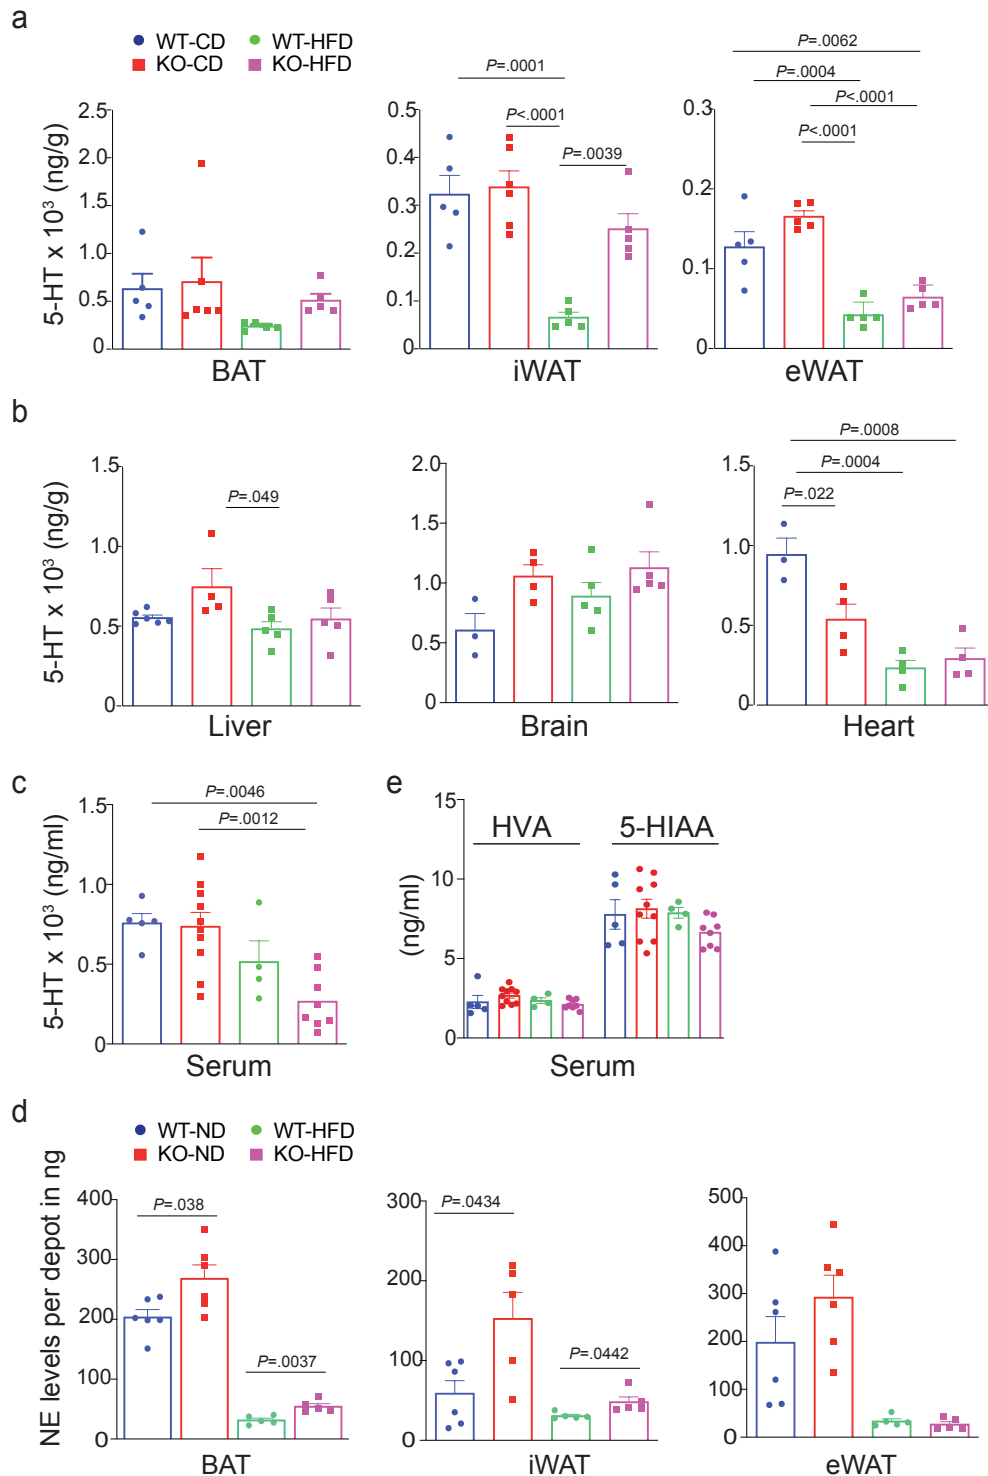 a
WT-CD WT-HFD
KO-CD KO-HFD
5-HT x 10³ (ng/g)
2.5
2.0
1.5
1.0
0.5
0
BAT
P=.0001
P<.0001
P=.0039
0.5
0.4
0.3
0.2
0.1
0
iWAT
P=.0062
P=.0004
P<.0001
P<.0001
0.3
0.2
0.1
0
eWAT
b
5-HT x 10³ (ng/g)
1.5
1.0
0.5
0
P=.049
Liver
2.0
1.5
1.0
0.5
0
Brain
P=.0008
P=.0004
P=.022
1.5
1.0
0.5
0
Heart
c
5-HT x 10³ (ng/ml)
1.5
1.0
0.5
0
P=.0046
P=.0012
Serum
e
(ng/ml)
15
10
5
0
HVA 5-HIAA
Serum
d
WT-ND WT-HFD
KO-ND KO-HFD
NE levels per depot in ng
400
300
200
100
0
P=.038
P=.0037
BAT
300
200
100
0
P=.0434
P=.0442
iWAT
500
400
300
200
100
0
eWAT